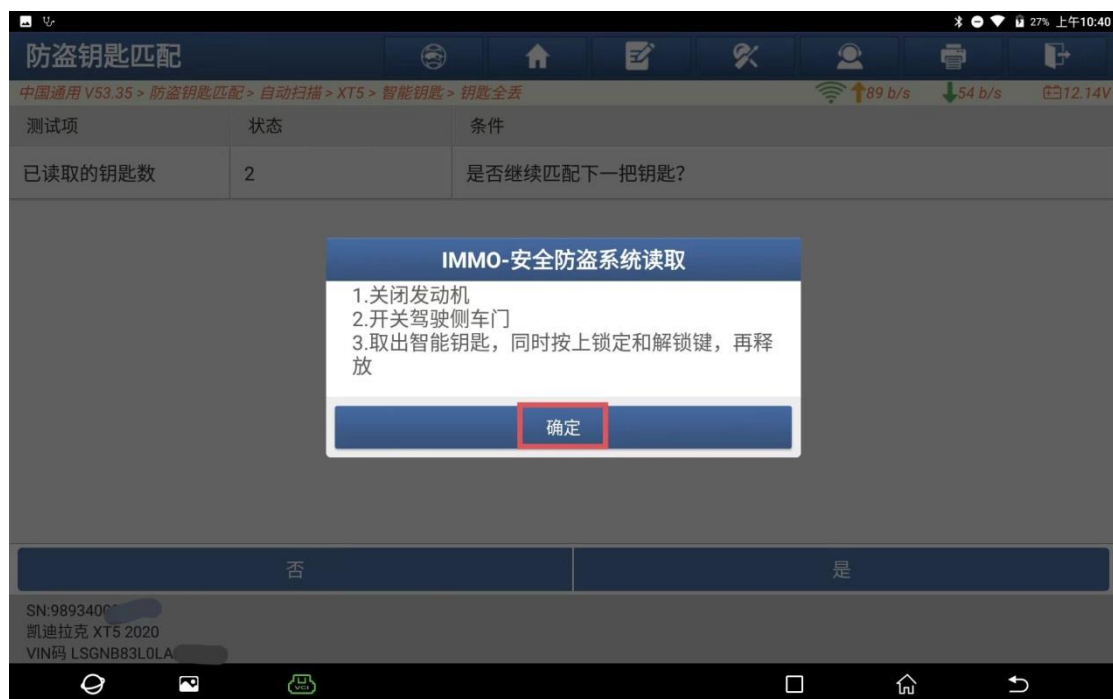 27% 上午10:40
防盗钥匙匹配
中国通用 V53.35 > 防盗钥匙匹配 > 自动扫描 > XT5 > 智能钥匙 > 钥匙全丢 89 b/s 54 b/s 12.14V
测试项 状态 条件
已读取的钥匙数 2 是否继续匹配下一把钥匙？
IMMO-安全防盗系统读取
1.关闭发动机
2.开关驾驶侧车门
3.取出智能钥匙，同时按上锁定和解锁键，再释
放
确定
否 是
SN:9893400
凯迪拉克 XT5 2020
VIN码 LSGNB83L0LA
VCI